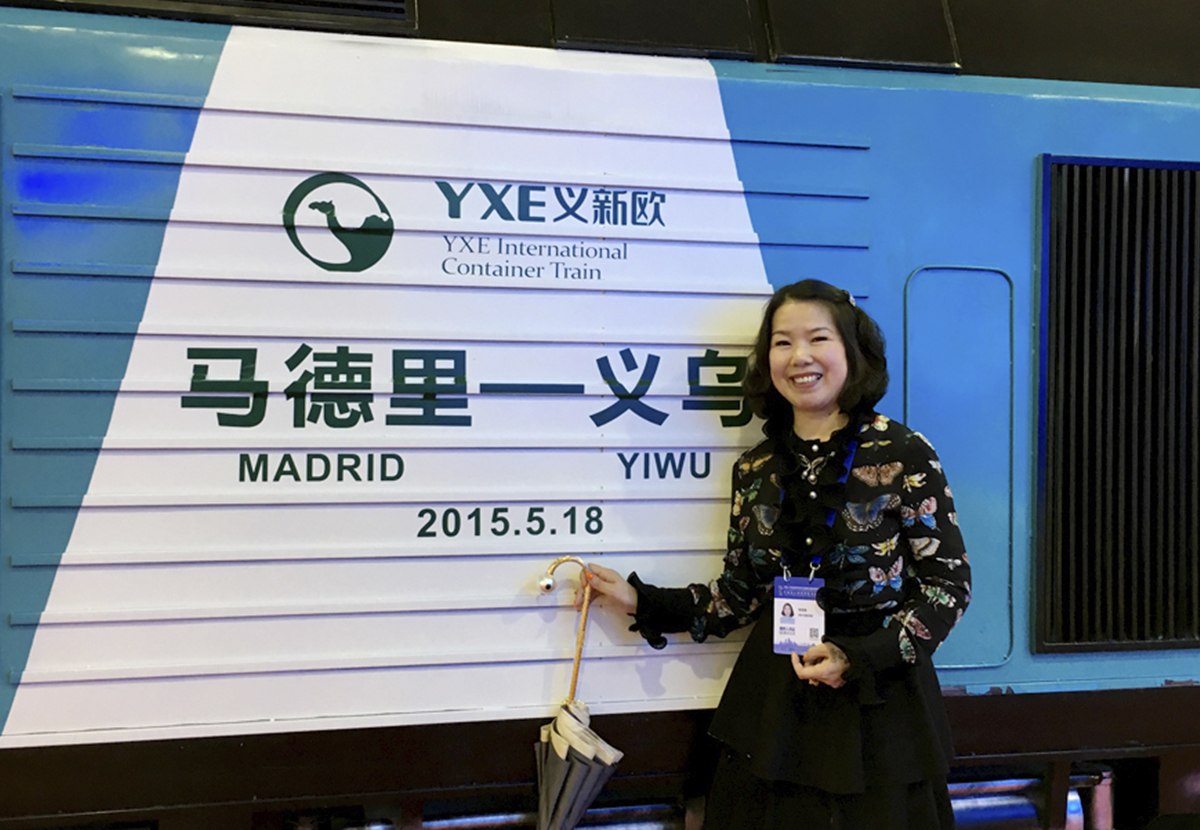 YXE义新欧
YXE International
Container Train
马德里—义乌
MADRID
YIWU
2015.5.18